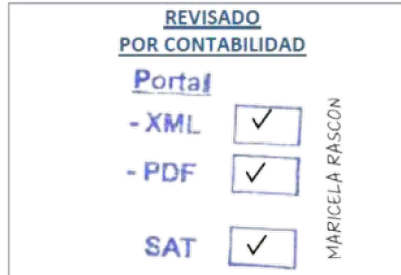 REVISADO
POR CONTABILIDAD
Portal
- XML ✓
- PDF ✓
SAT ✓
MARICELA RASCON